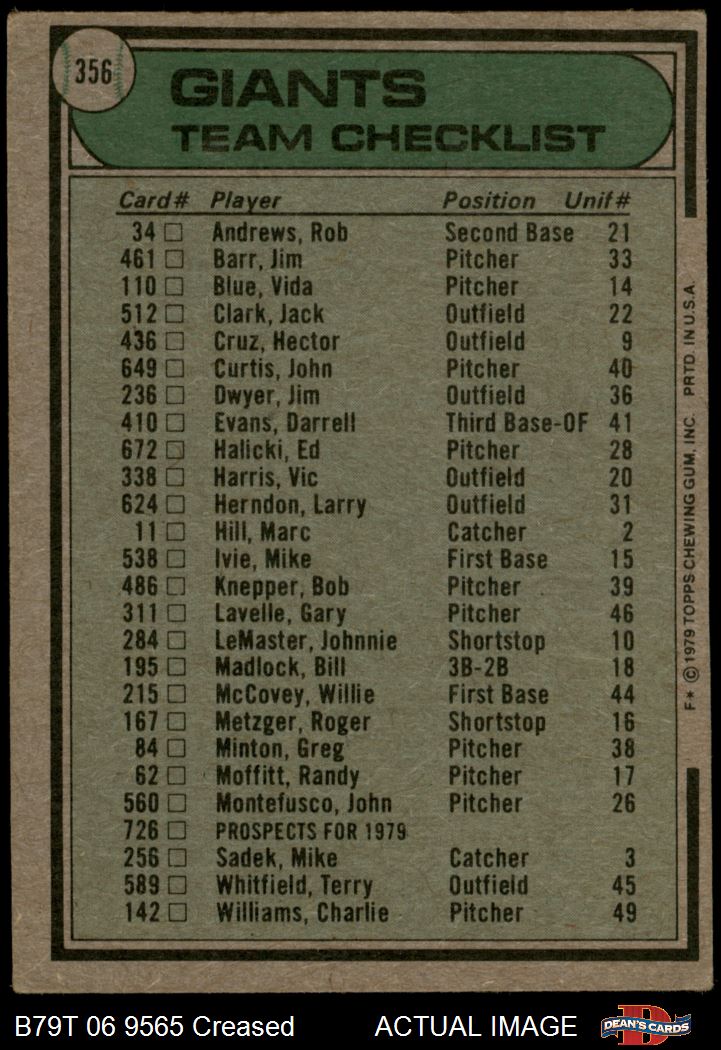 356
GIANTS
TEAM CHECKLIST
Card# Player Position Unif#
34 □ Andrews, Rob Second Base 21
461 □ Barr, Jim Pitcher 33
110 □ Blue, Vida Pitcher 14
512 □ Clark, Jack Outfield 22
436 □ Cruz, Hector Outfield 9
649 □ Curtis, John Pitcher 40
236 □ Dwyer, Jim Outfield 36
410 □ Evans, Darrell Third Base-OF 41
672 □ Halicki, Ed Pitcher 28
338 □ Harris, Vic Outfield 20
624 □ Herndon, Larry Outfield 31
11 □ Hill, Marc Catcher 2
538 □ Ivie, Mike First Base 15
486 □ Knepper, Bob Pitcher 39
311 □ Lavelle, Gary Pitcher 46
284 □ LeMaster, Johnnie Shortstop 10
195 □ Madlock, Bill 3B-2B 18
215 □ McCovey, Willie First Base 44
167 □ Metzger, Roger Shortstop 16
84 □ Minton, Greg Pitcher 38
62 □ Moffitt, Randy Pitcher 17
560 □ Montefusco, John Pitcher 26
726 □ PROSPECTS FOR 1979
256 □ Sadek, Mike Catcher 3
589 □ Whitfield, Terry Outfield 45
142 □ Williams, Charlie Pitcher 49
F* © 1979 TOPPS CHEWING GUM, INC. PRTD. IN U.S.A.
B79T 06 9565 Creased ACTUAL IMAGE DEAN'S CARDS